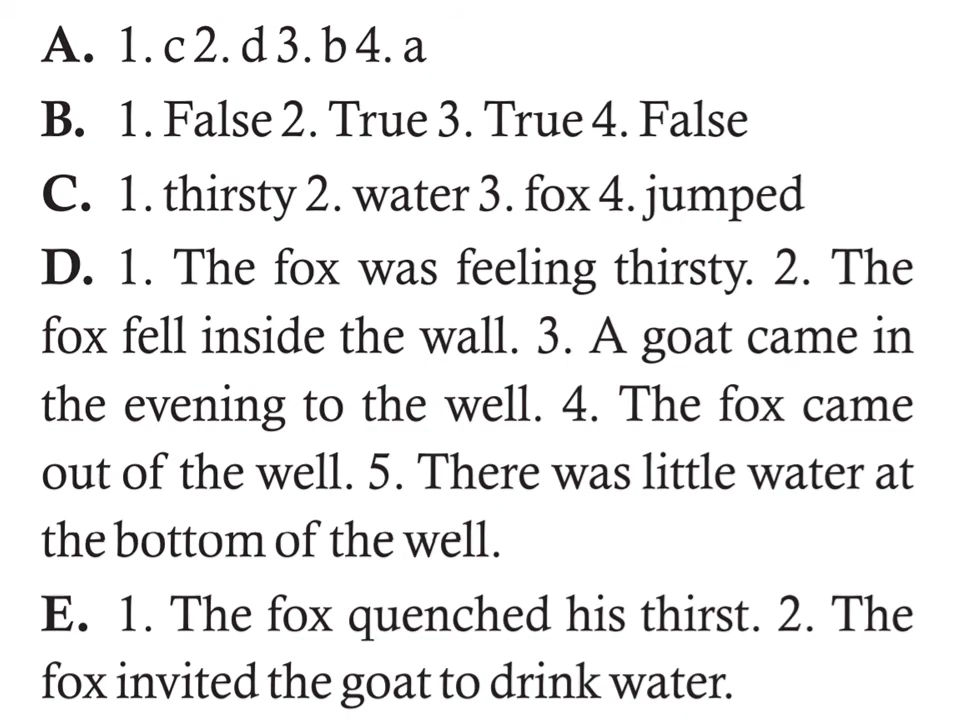 A. 1. c 2. d 3. b 4. a
B. 1. False 2. True 3. True 4. False
C. 1. thirsty 2. water 3. fox 4. jumped
D. 1. The fox was feeling thirsty. 2. The
fox fell inside the wall. 3. A goat came in
the evening to the well. 4. The fox came
out of the well. 5. There was little water at
the bottom of the well.
E. 1. The fox quenched his thirst. 2. The
fox invited the goat to drink water.